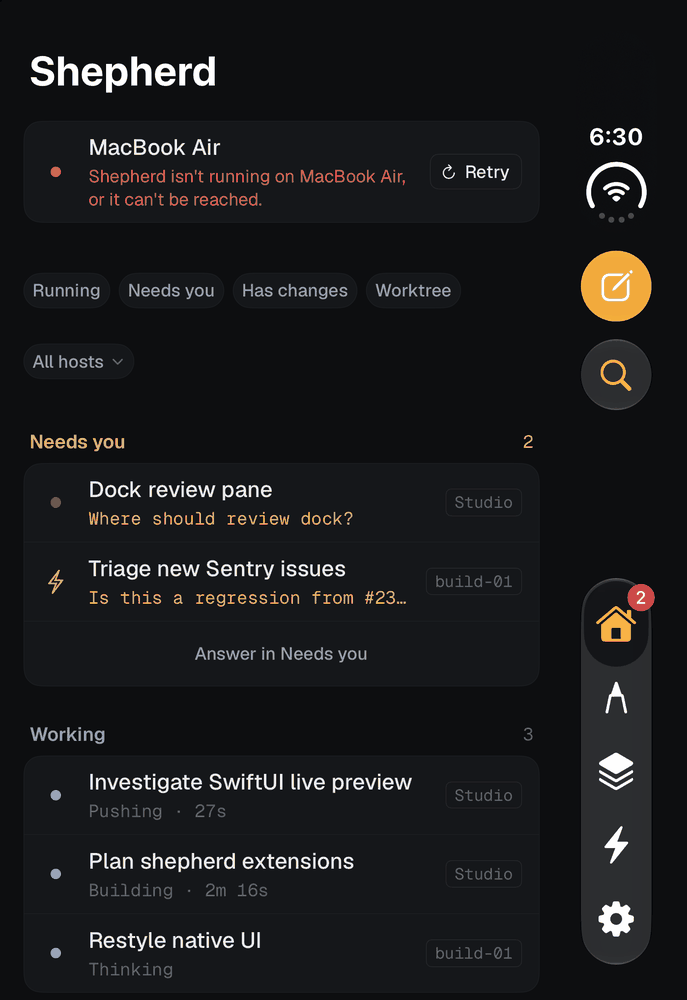 Shepherd
6:30
MacBook Air
Shepherd isn't running on MacBook Air,
or it can't be reached.
Retry
Running
Needs you
Has changes
Worktree
All hosts
Needs you
2
Dock review pane
Where should review dock?
Studio
Triage new Sentry issues
Is this a regression from #23…
build-01
Answer in Needs you
2
Working
3
Investigate SwiftUI live preview
Pushing · 27s
Studio
Plan shepherd extensions
Building · 2m 16s
Studio
Restyle native UI
Thinking
build-01